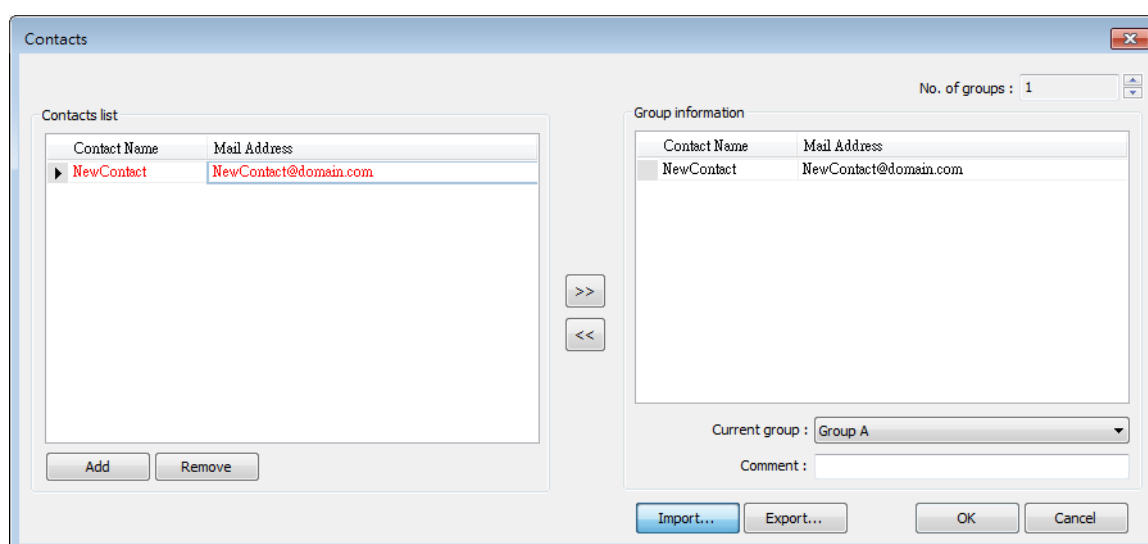 Contacts
No. of groups : 1
Contacts list
Contact Name Mail Address
NewContact NewContact@domain.com
Add Remove
>>
<<
Group information
Contact Name Mail Address
NewContact NewContact@domain.com
Current group : Group A
Comment :
Import... Export... OK Cancel